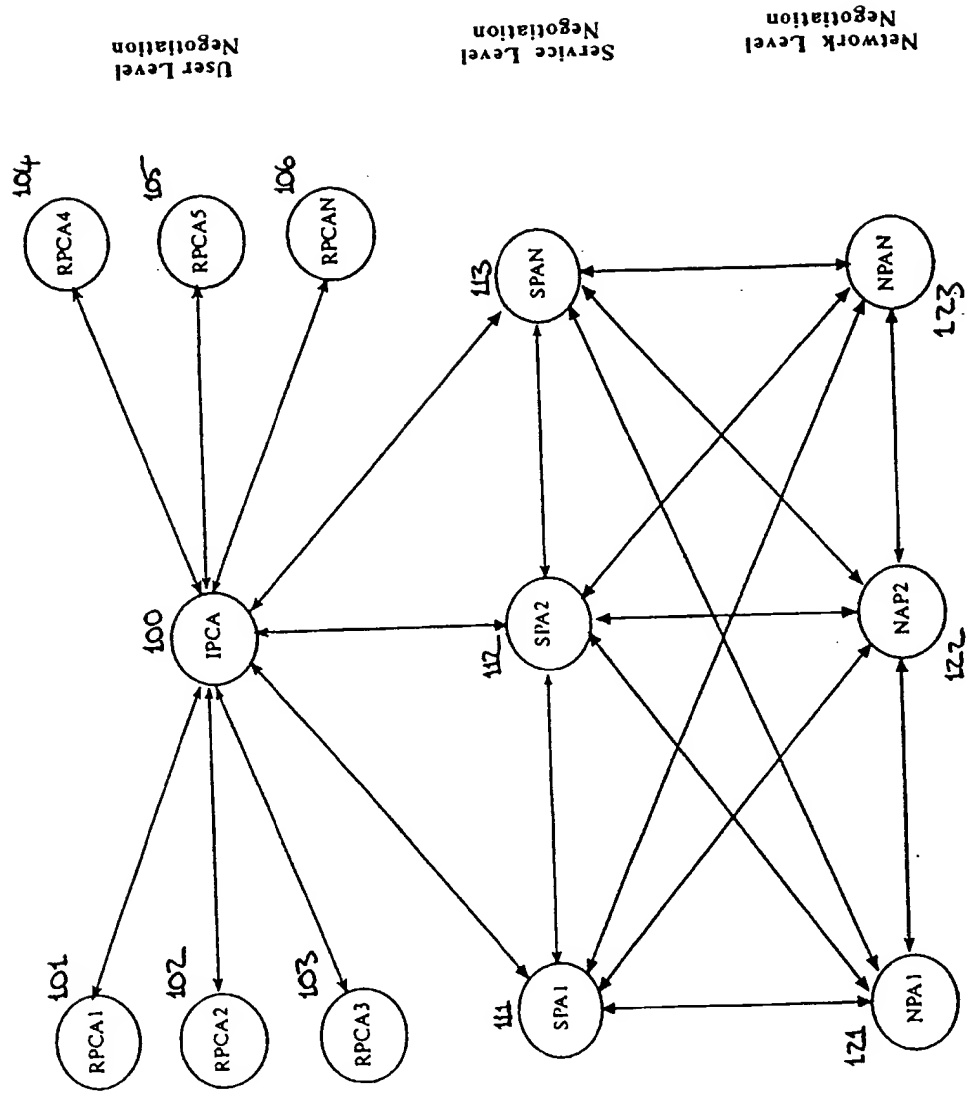 User Level
Negotiation
Service Level
Negotiation
Network Level
Negotiation
104
RPCA4
105
RPCA5
106
RPCAN
100
IPCA
101
RPCA1
102
RPCA2
103
RPCA3
113
SPAN
112
SPA2
111
SPA1
NPAN
123
NAP2
122
NPA1
121